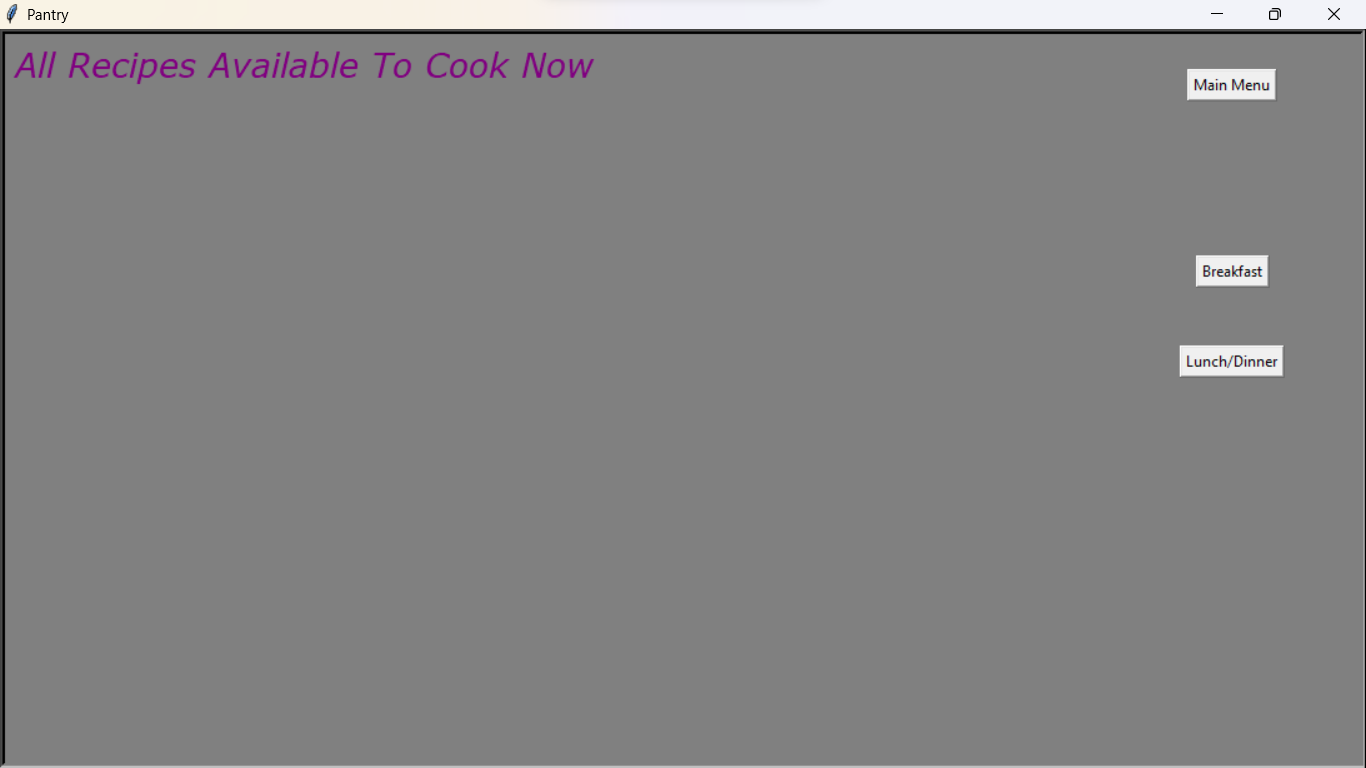 Pantry
All Recipes Available To Cook Now
Main Menu
Breakfast
Lunch/Dinner